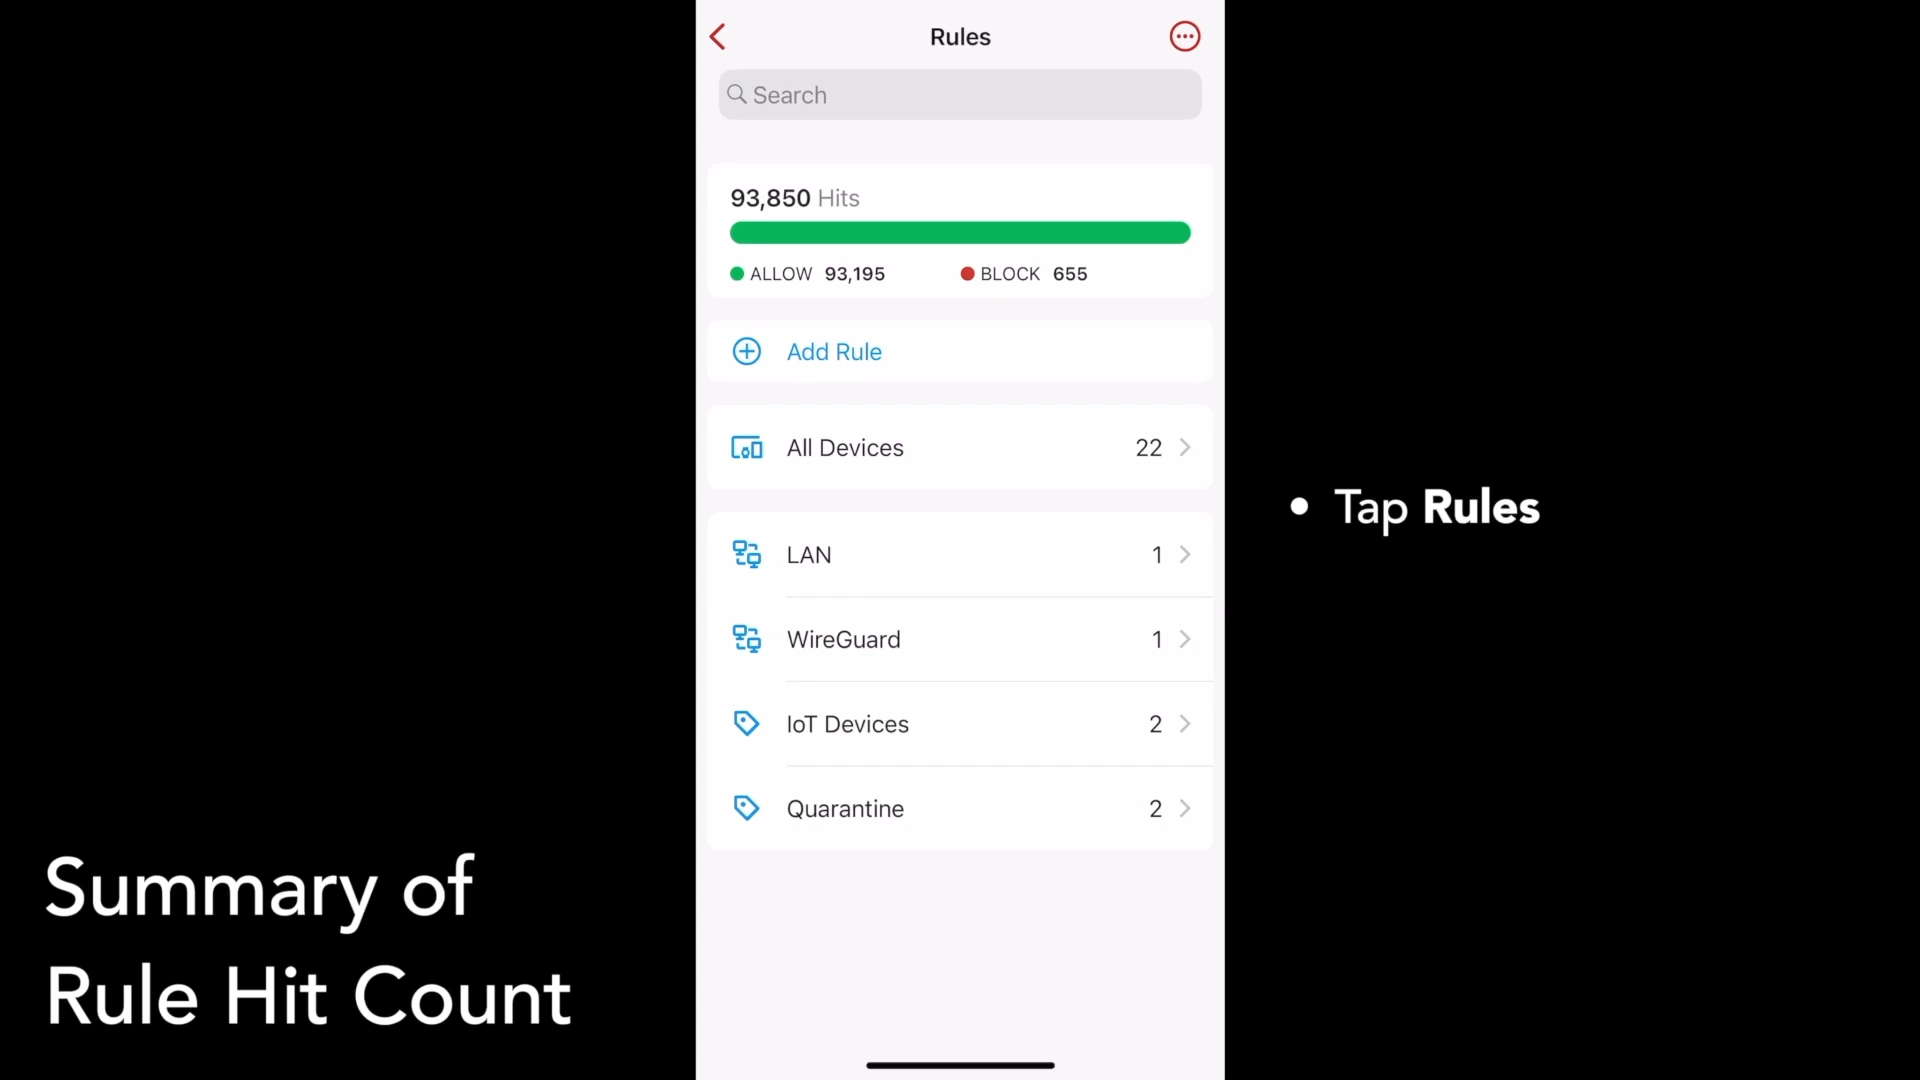 Rules
Search
93,850 Hits
ALLOW 93,195 BLOCK 655
Add Rule
All Devices 22
LAN 1
WireGuard 1
IoT Devices 2
Quarantine 2
• Tap Rules
Summary of
Rule Hit Count